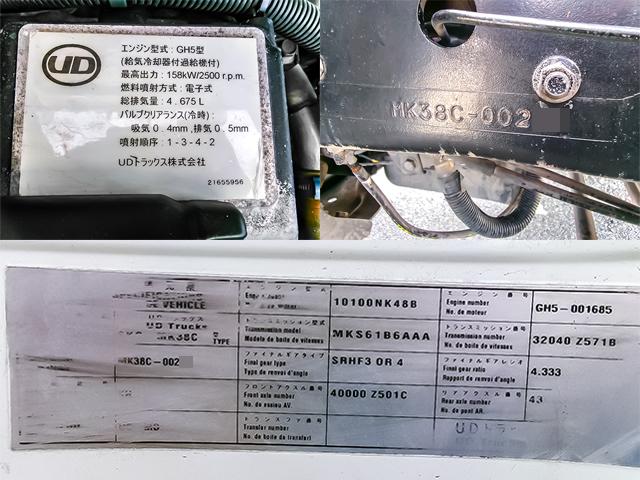 UD
エンジン型式：GH5型
(給気冷却器付過給機付)
最高出力：158kW/2500 r.p.m.
燃料噴射方式：電子式
総排気量：4.675L
バルブクリアランス(冷時)：
吸気0.4mm,排気0.5mm
噴射順序：1-3-4-2
UDトラックス株式会社
21655956
MK38C-002
VEHICLE
UD Trucks
MK38C
型
TYPE
MK38C-002
エンジン型式
10100NK48B
エンジン番号
Engine number
No. de moteur
GH5-001685
トランスミッション型式
Transmission model
Modele de boite de vitesses
MKS61B6AAA
トランスミッション番号
Transmission number
No. de boite de vitesses
32040 Z571B
ファイナルギアタイプ
Final gear type
Type de renvoi d'angle
SRHF3 OR 4
ファイナルギアレシオ
Final gear ratio
Rapport de renvoi d'angle
4.333
フロントアクスル番号
Front axle number
No. de essieu AV.
40000 Z501C
リアアクスル番号
Rear axle number
No. de pont AR.
43
トランスファ番号
Transfer number
No de boite de transfert
UDトラ